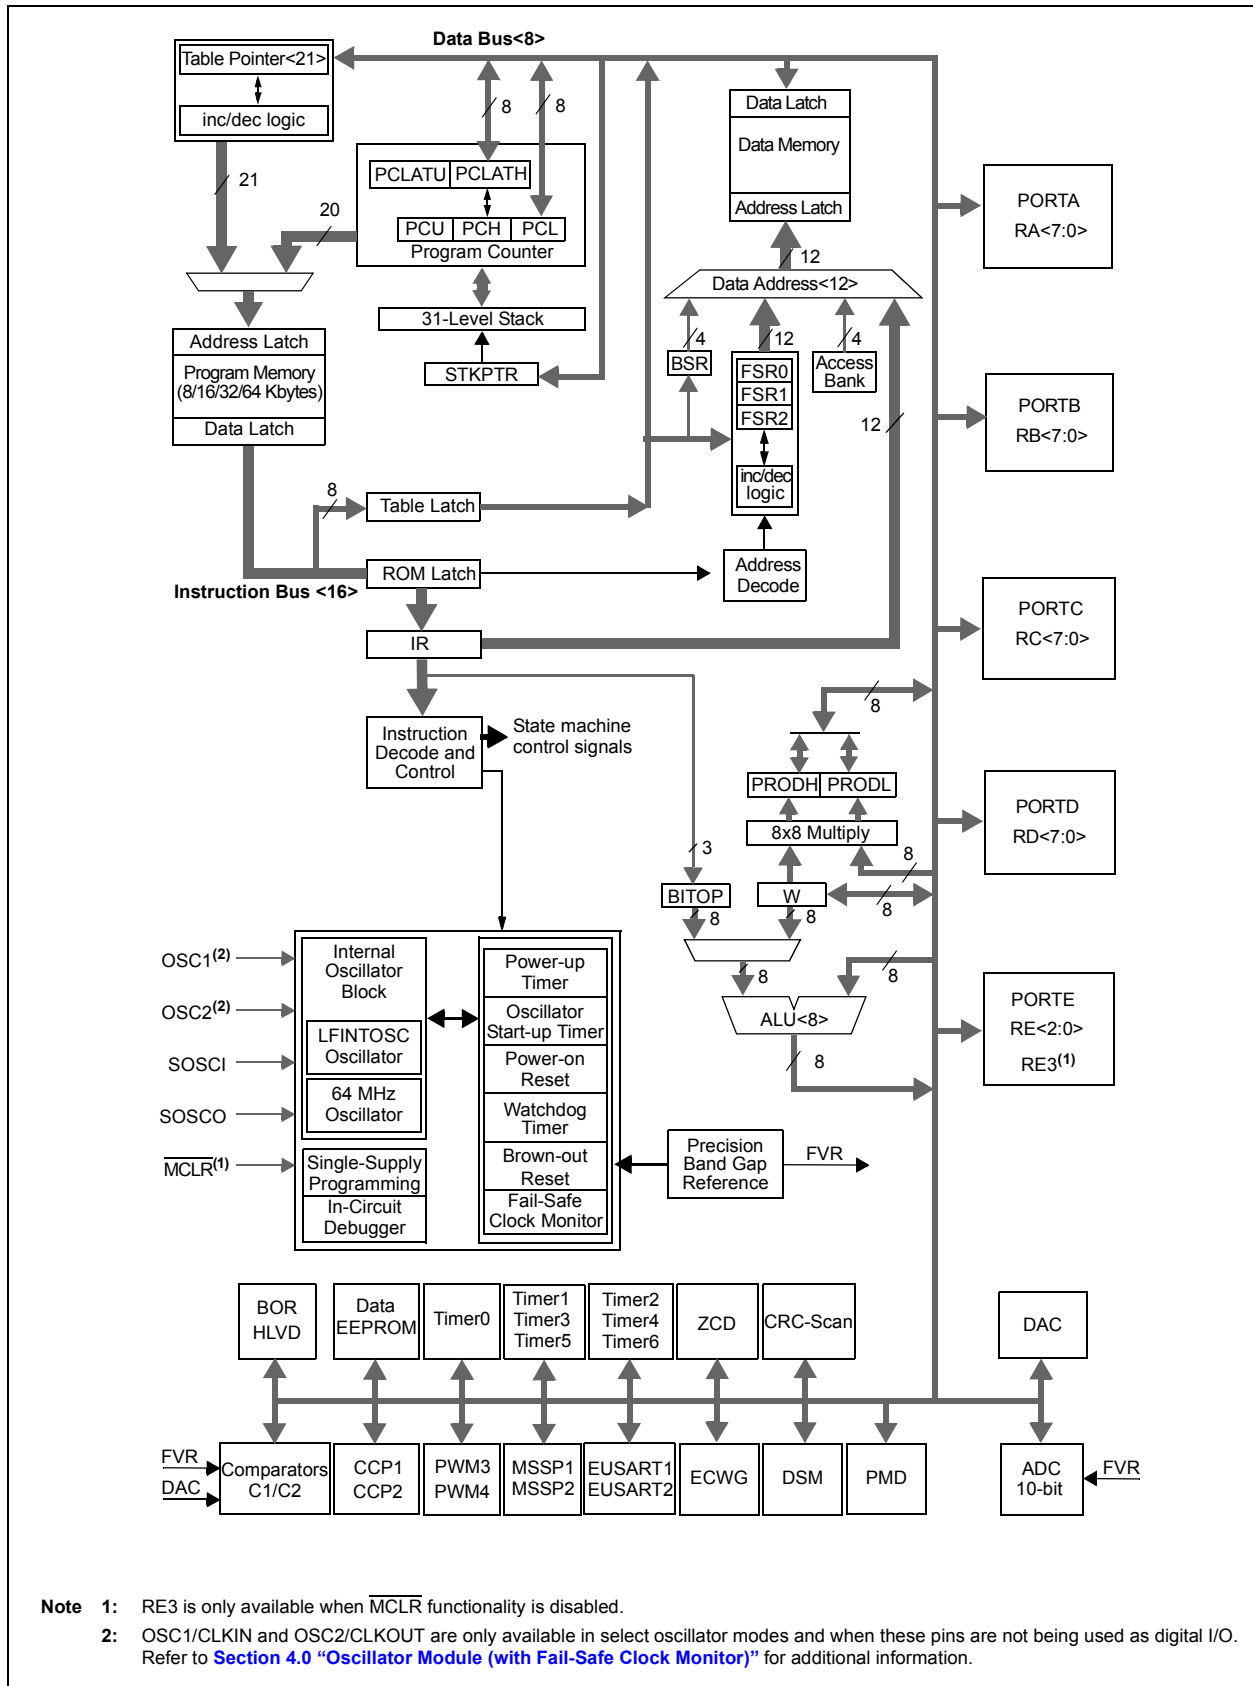 Data Bus<8>
Table Pointer<21>
inc/dec logic
21
20
8
8
PCLATU PCLATH
PCU PCH PCL
Program Counter
31-Level Stack
STKPTR
Data Latch
Data Memory
Address Latch
12
Data Address<12>
4
12
4
BSR
FSR0
FSR1
FSR2
inc/dec
logic
Access
Bank
12
Address Latch
Program Memory
(8/16/32/64 Kbytes)
Data Latch
8
Table Latch
ROM Latch
Instruction Bus <16>
Address
Decode
IR
Instruction
Decode and
Control
State machine
control signals
8
PRODH PRODL
8x8 Multiply
3
8
BITOP
W
8
8
8
8
8
ALU<8>
8
PORTA
RA<7:0>
PORTB
RB<7:0>
PORTC
RC<7:0>
PORTD
RD<7:0>
PORTE
RE<2:0>
RE3(1)
OSC1(2)
OSC2(2)
SOSCI
SOSCO
MCLR(1)
Internal
Oscillator
Block
LFINTOSC
Oscillator
64 MHz
Oscillator
Single-Supply
Programming
In-Circuit
Debugger
Power-up
Timer
Oscillator
Start-up Timer
Power-on
Reset
Watchdog
Timer
Brown-out
Reset
Fail-Safe
Clock Monitor
Precision
Band Gap
Reference
FVR
BOR
HLVD
Data
EEPROM
Timer0
Timer1
Timer3
Timer5
Timer2
Timer4
Timer6
ZCD
CRC-Scan
DAC
FVR
DAC
Comparators
C1/C2
CCP1
CCP2
PWM3
PWM4
MSSP1
MSSP2
EUSART1
EUSART2
ECWG
DSM
PMD
ADC
10-bit
FVR
Note 1: RE3 is only available when MCLR functionality is disabled.
2: OSC1/CLKIN and OSC2/CLKOUT are only available in select oscillator modes and when these pins are not being used as digital I/O.
Refer to Section 4.0 “Oscillator Module (with Fail-Safe Clock Monitor)” for additional information.